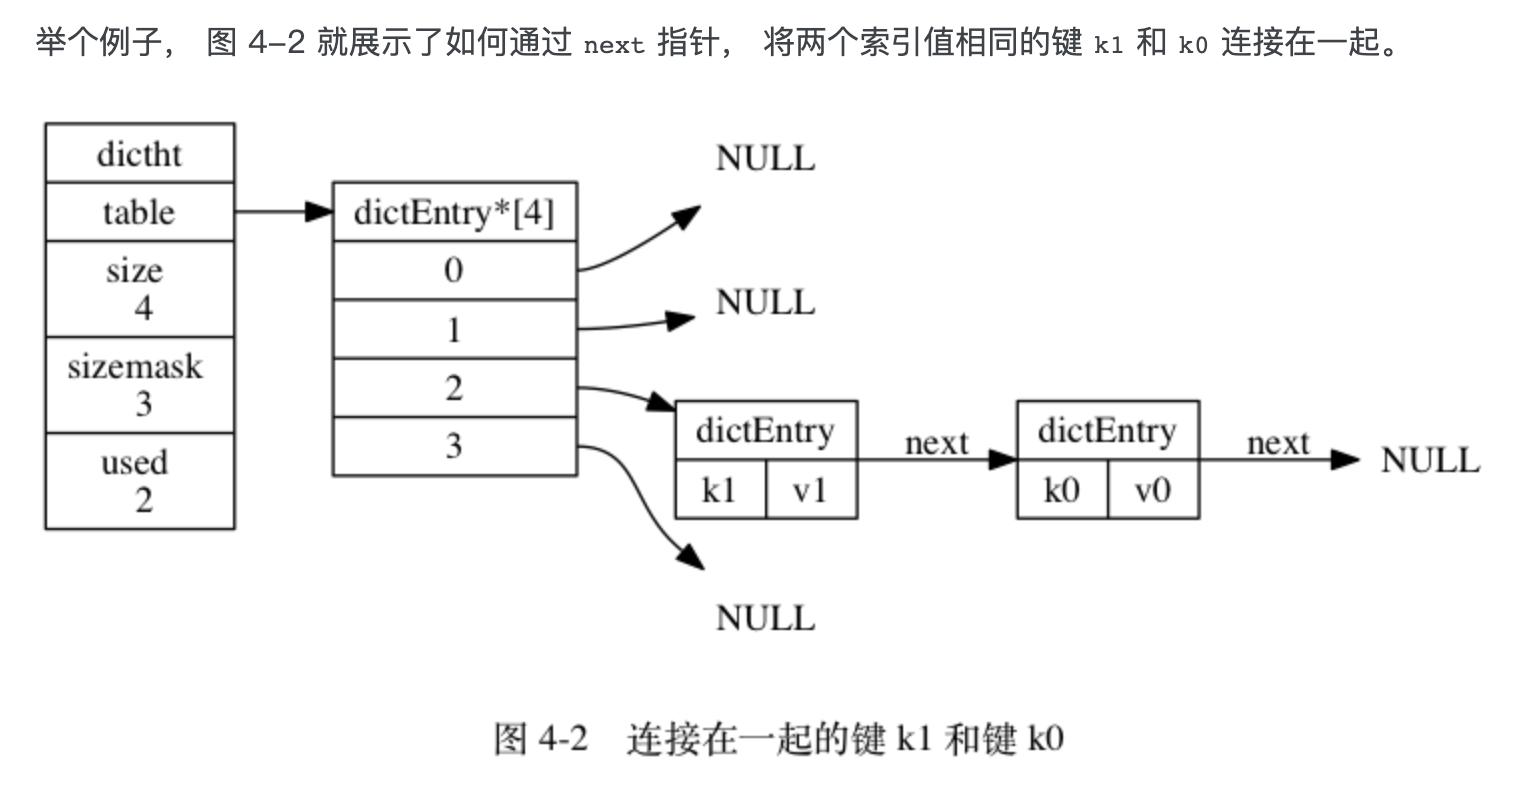 举个例子， 图 4-2 就展示了如何通过 next 指针， 将两个索引值相同的键 k1 和 k0 连接在一起。
dictht
table
size
4
sizemask
3
used
2
dictEntry*[4]
0
1
2
3
NULL
NULL
dictEntry
k1 v1
next
dictEntry
k0 v0
next
NULL
NULL
图 4-2 连接在一起的键 k1 和键 k0